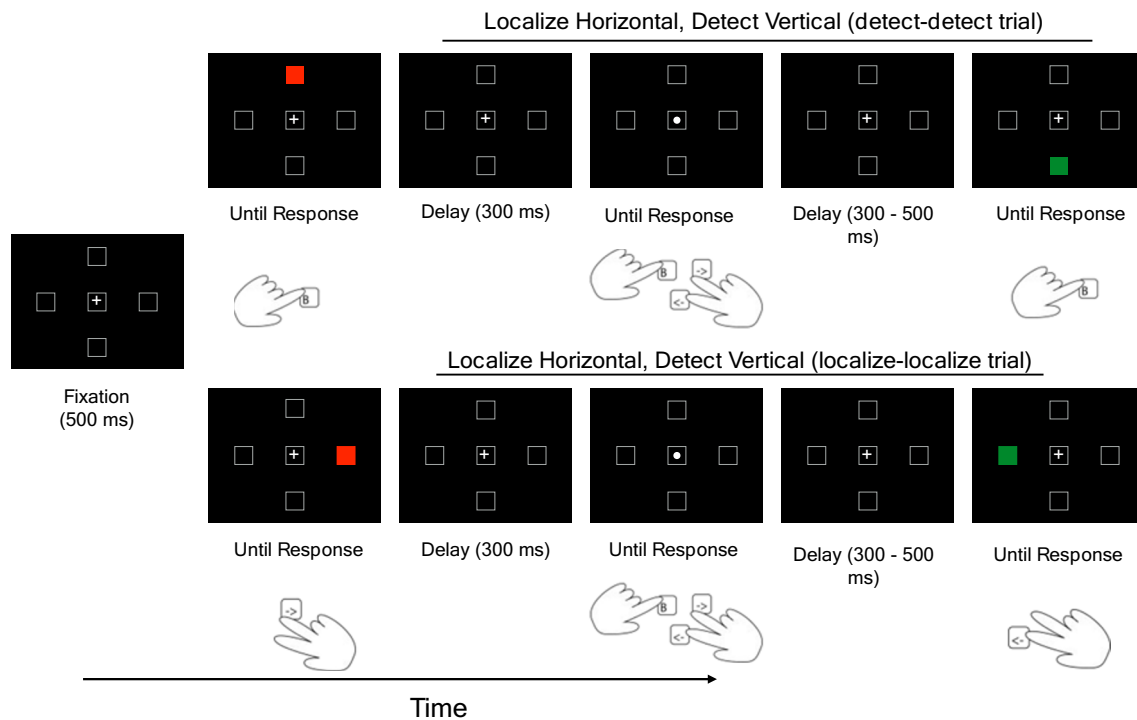 Localize Horizontal, Detect Vertical (detect-detect trial)
Until Response
Delay (300 ms)
Until Response
Delay (300 - 500
ms)
Until Response
B
B
->
<-
B
Fixation
(500 ms)
Localize Horizontal, Detect Vertical (localize-localize trial)
Until Response
Delay (300 ms)
Until Response
Delay (300 - 500
ms)
Until Response
->
B
->
<-
<-
Time